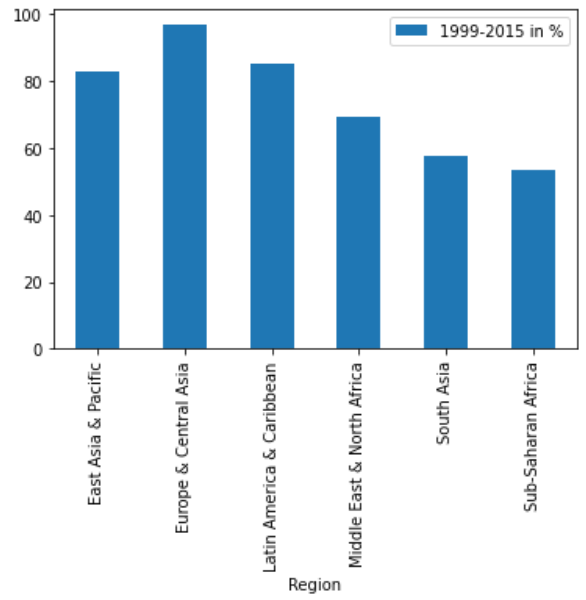 100
80
60
40
20
0
1999-2015 in %
East Asia & Pacific
Europe & Central Asia
Latin America & Caribbean
Middle East & North Africa
South Asia
Sub-Saharan Africa
Region